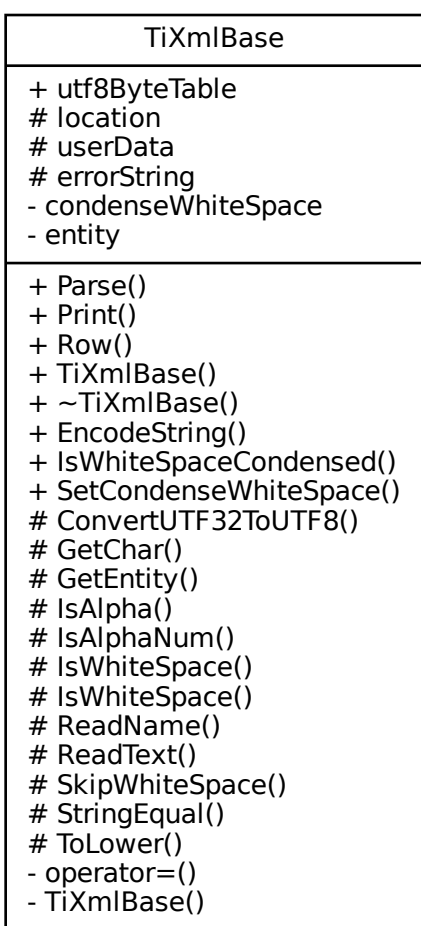 TiXmlBase
+ utf8ByteTable
# location
# userData
# errorString
- condenseWhiteSpace
- entity
+ Parse()
+ Print()
+ Row()
+ TiXmlBase()
+ ~TiXmlBase()
+ EncodeString()
+ IsWhiteSpaceCondensed()
+ SetCondenseWhiteSpace()
# ConvertUTF32ToUTF8()
# GetChar()
# GetEntity()
# IsAlpha()
# IsAlphaNum()
# IsWhiteSpace()
# IsWhiteSpace()
# ReadName()
# ReadText()
# SkipWhiteSpace()
# StringEqual()
# ToLower()
- operator=()
- TiXmlBase()